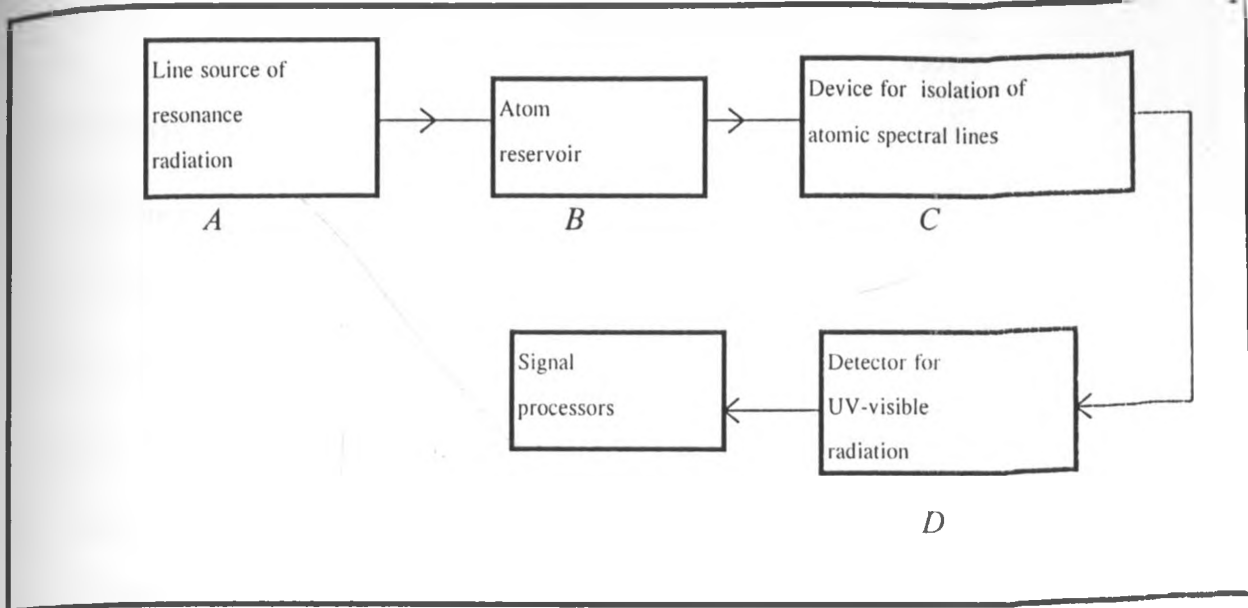 Line source of
resonance
radiation
A
Atom
reservoir
B
Device for isolation of
atomic spectral lines
C
Signal
processors
Detector for
UV-visible
radiation
D